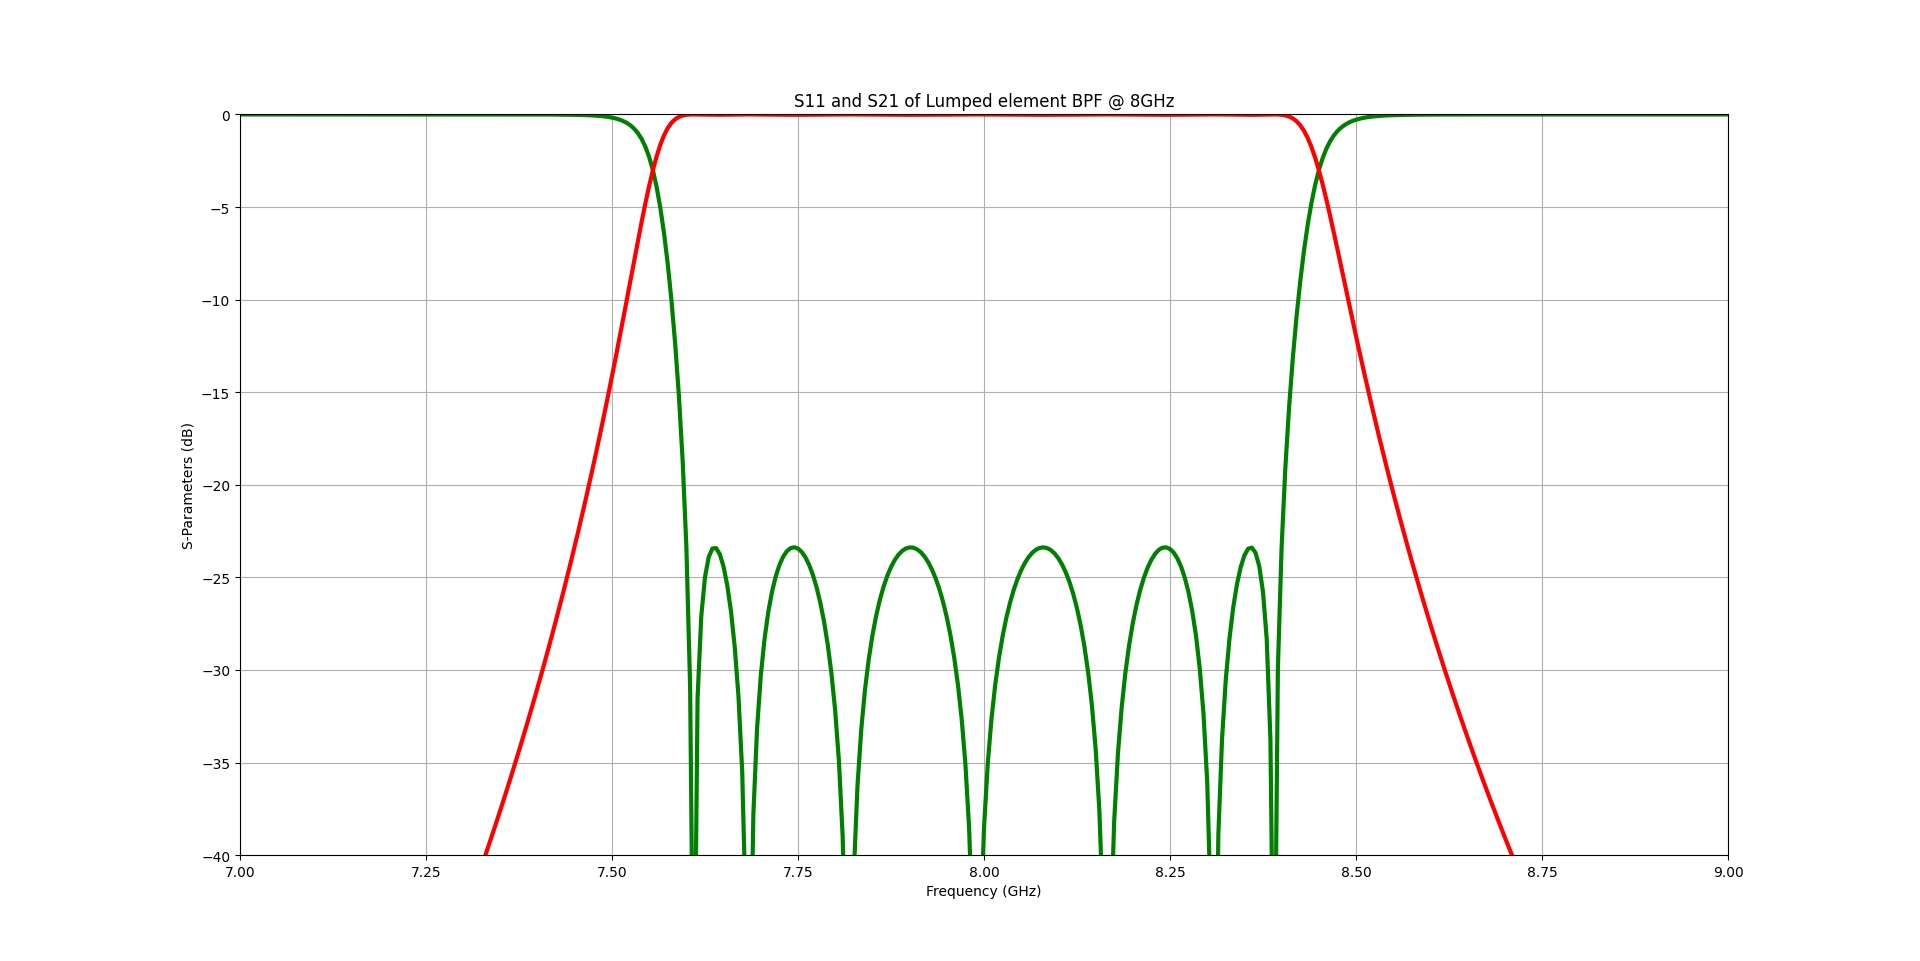 S11 and S21 of Lumped element BPF @ 8GHz
S-Parameters (dB)
0
−5
−10
−15
−20
−25
−30
−35
−40
7.00 7.25 7.50 7.75 8.00 8.25 8.50 8.75 9.00
Frequency (GHz)